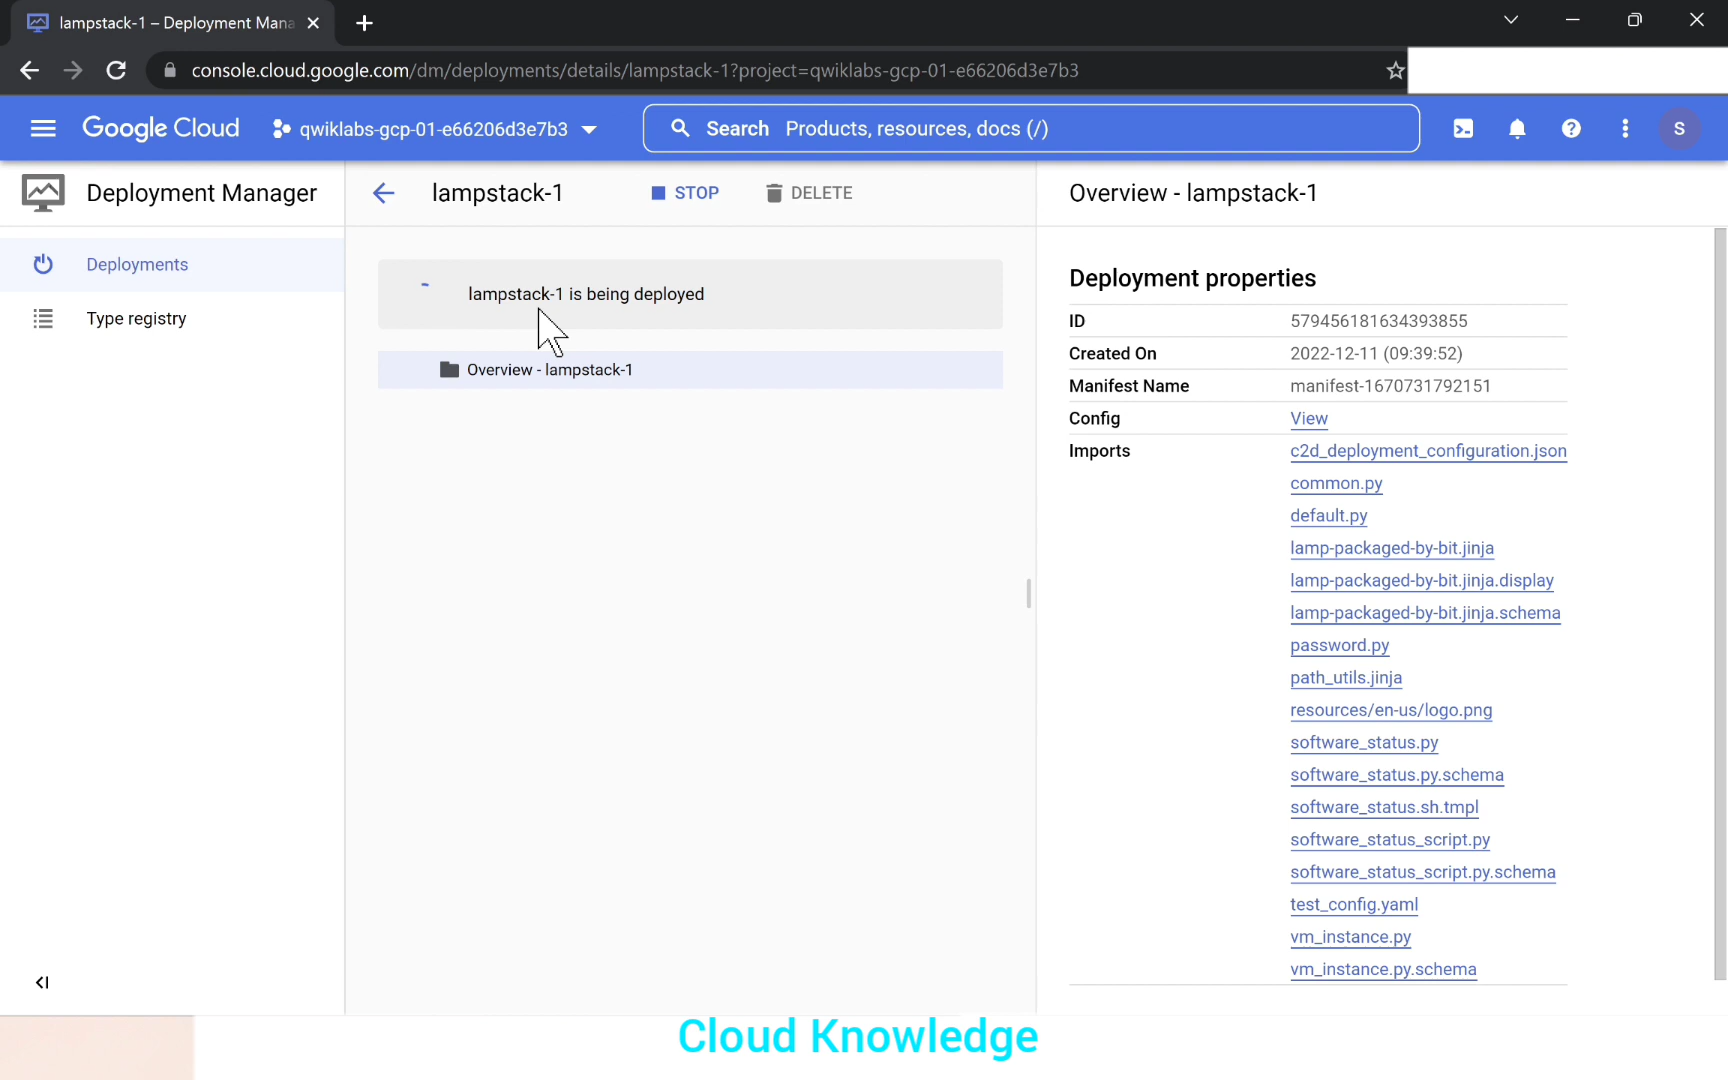 lampstack-1 – Deployment Mana
console.cloud.google.com/dm/deployments/details/lampstack-1?project=qwiklabs-gcp-01-e66206d3e7b3
Google Cloud
qwiklabs-gcp-01-e66206d3e7b3
Search Products, resources, docs (/)
S
Deployment Manager
lampstack-1
STOP
DELETE
Overview - lampstack-1
Deployments
Type registry
lampstack-1 is being deployed
Overview - lampstack-1
Deployment properties
ID 579456181634393855
Created On 2022-12-11 (09:39:52)
Manifest Name manifest-1670731792151
Config View
Imports c2d_deployment_configuration.json
common.py
default.py
lamp-packaged-by-bit.jinja
lamp-packaged-by-bit.jinja.display
lamp-packaged-by-bit.jinja.schema
password.py
path_utils.jinja
resources/en-us/logo.png
software_status.py
software_status.py.schema
software_status.sh.tmpl
software_status_script.py
software_status_script.py.schema
test_config.yaml
vm_instance.py
vm_instance.py.schema
Cloud Knowledge